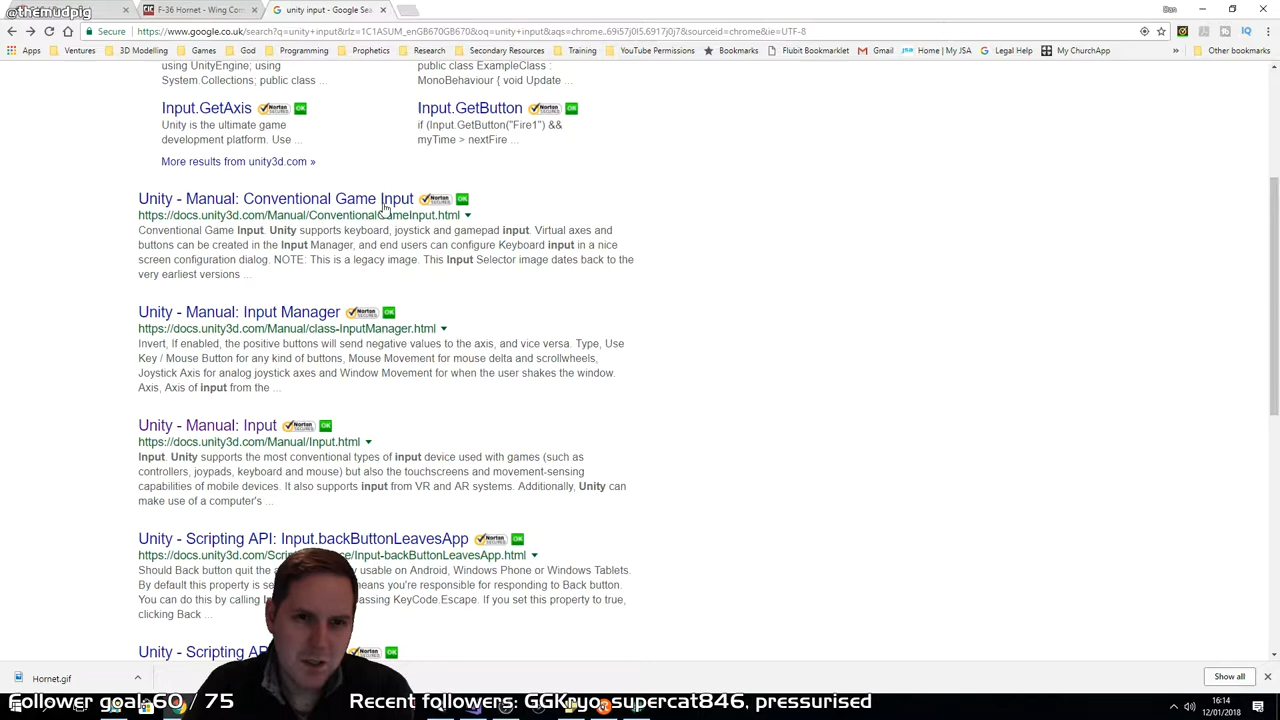 @themudpig
F-36 Hornet - Wing Com
unity input - Google Sea
Ben
Secure
https://www.google.co.uk/search?q=unity+input&rlz=1C1ASUM_enGB670GB670&oq=unity+input&aqs=chrome..69i57j0l5.6917j0j7&sourceid=chrome&ie=UTF-8
Apps
Ventures
3D Modelling
Games
God
Programming
Prophetics
Research
Secondary Resources
Training
YouTube Permissions
Bookmarks
Flubit Bookmarklet
Gmail
Home | My JSA
Legal Help
My ChurchApp
»
Other bookmarks
using UnityEngine; using
System.Collections; public class ...
public class ExampleClass :
MonoBehaviour { void Update ...
Input.GetAxis Norton SECURED OK
Input.GetButton Norton SECURED OK
Unity is the ultimate game
development platform. Use ...
if (Input.GetButton("Fire1") &&
myTime > nextFire ...
More results from unity3d.com »
Unity - Manual: Conventional Game Input Norton SECURED OK
https://docs.unity3d.com/Manual/ConventionalGameInput.html
Conventional Game Input. Unity supports keyboard, joystick and gamepad input. Virtual axes and
buttons can be created in the Input Manager, and end users can configure Keyboard input in a nice
screen configuration dialog. NOTE: This is a legacy image. This Input Selector image dates back to the
very earliest versions ...
Unity - Manual: Input Manager Norton SECURED OK
https://docs.unity3d.com/Manual/class-InputManager.html
Invert, If enabled, the positive buttons will send negative values to the axis, and vice versa. Type, Use
Key / Mouse Button for any kind of buttons, Mouse Movement for mouse delta and scrollwheels,
Joystick Axis for analog joystick axes and Window Movement for when the user shakes the window.
Axis, Axis of input from the ...
Unity - Manual: Input Norton SECURED OK
https://docs.unity3d.com/Manual/Input.html
Input. Unity supports the most conventional types of input device used with games (such as
controllers, joypads, keyboard and mouse) but also the touchscreens and movement-sensing
capabilities of mobile devices. It also supports input from VR and AR systems. Additionally, Unity can
make use of a computer's ...
Unity - Scripting API: Input.backButtonLeavesApp Norton SECURED OK
https://docs.unity3d.com/Scri ce/Input-backButtonLeavesApp.html
Should Back button quit the a y usable on Android, Windows Phone or Windows Tablets.
By default this property is se means you're responsible for responding to Back button.
You can do this by calling assing KeyCode.Escape. If you set this property to true,
clicking Back ...
Unity - Scripting AP OK
Hornet.gif
Show all
Follower goal: 60 / 75
Recent followers: GGKryo, supercat846, pressurised
16:14
12/01/2018